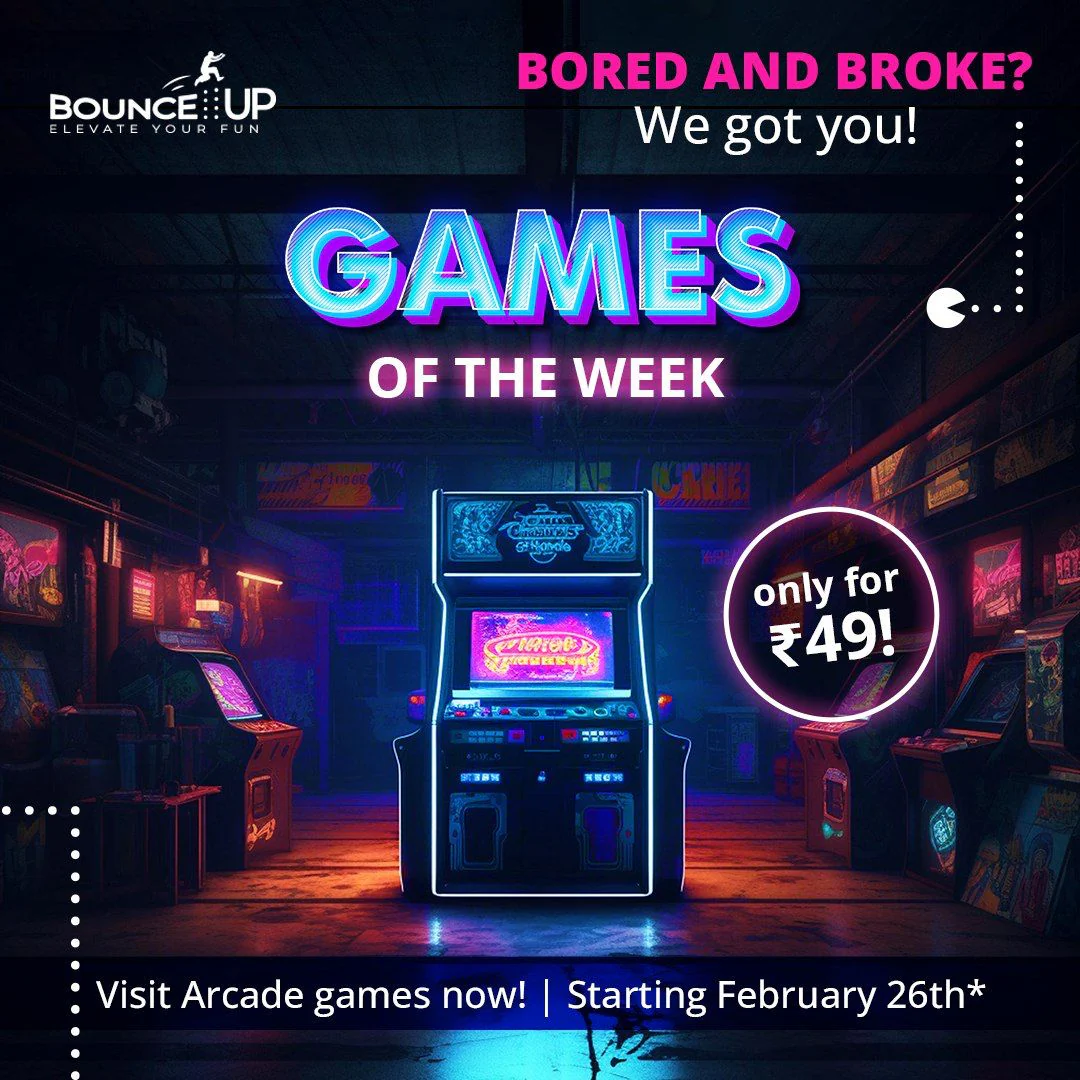 BOUNCE UP
ELEVATE YOUR FUN
BORED AND BROKE?
We got you!
GAMES
OF THE WEEK
only for
₹49!
Visit Arcade games now! | Starting February 26th*